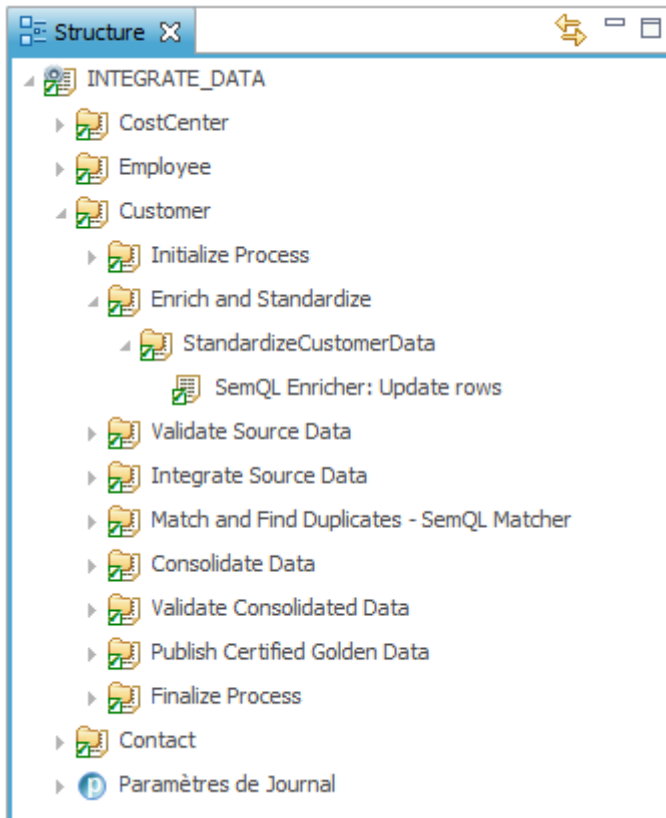 Structure
INTEGRATE_DATA
CostCenter
Employee
Customer
Initialize Process
Enrich and Standardize
StandardizeCustomerData
SemQL Enricher: Update rows
Validate Source Data
Integrate Source Data
Match and Find Duplicates - SemQL Matcher
Consolidate Data
Validate Consolidated Data
Publish Certified Golden Data
Finalize Process
Contact
p Paramètres de Journal